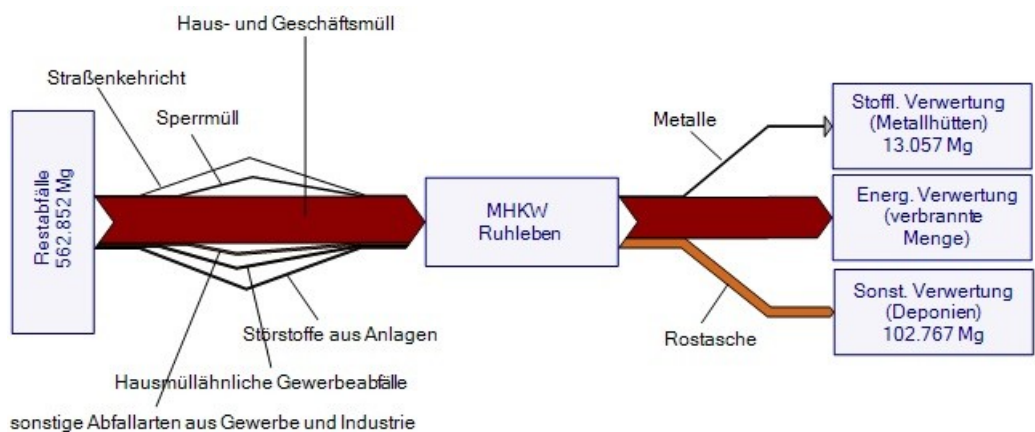 Haus- und Geschäftsmüll
Straßenkehricht
Sperrmüll
Restabfälle
562.852 Mg
MHKW
Ruhleben
Störstoffe aus Anlagen
Hausmüllähnliche Gewerbeabfälle
sonstige Abfallarten aus Gewerbe und Industrie
Metalle
Rostasche
Stoffl. Verwertung
(Metallhütten)
13.057 Mg
Energ. Verwertung
(verbrannte
Menge)
Sonst. Verwertung
(Deponien)
102.767 Mg